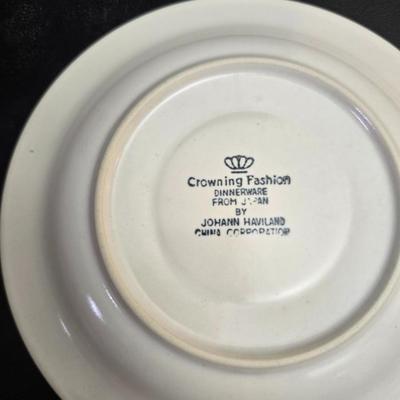 Crowning Fashion
DINNERWARE
FROM JAPAN
BY
JOHANN HAVILAND
CHINA CORPORATION